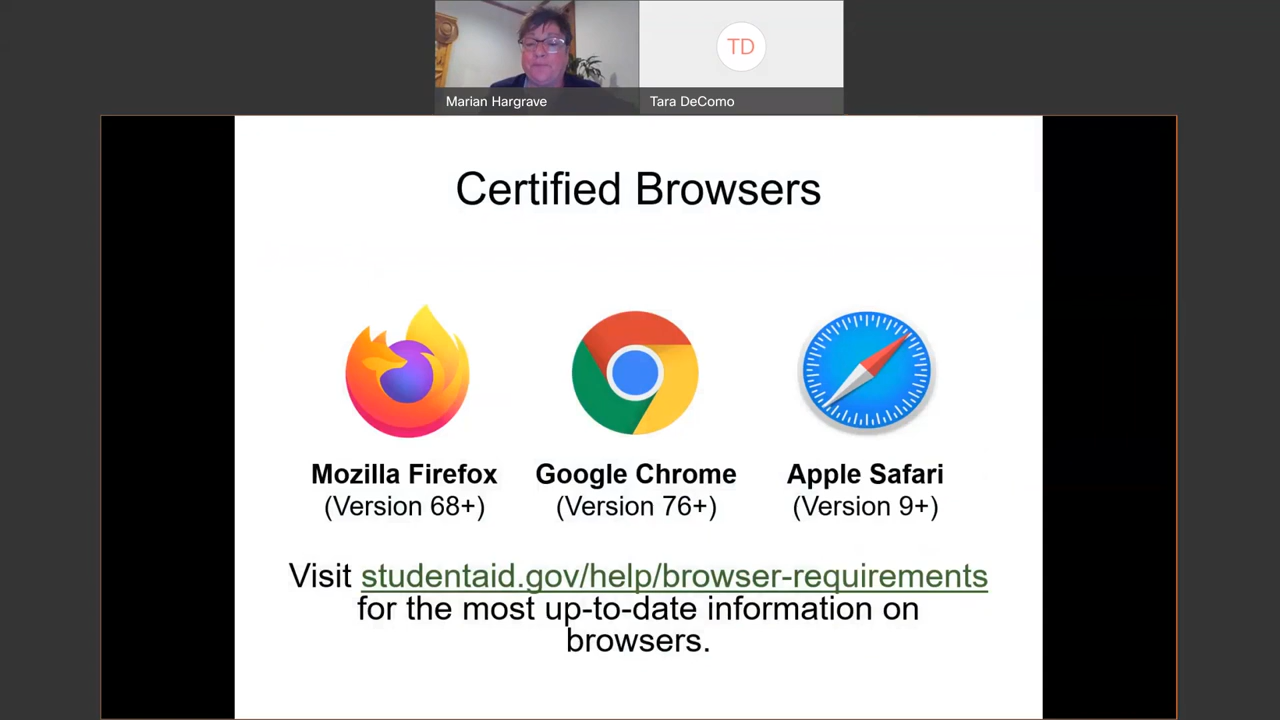 TD
Marian Hargrave
Tara DeComo
Certified Browsers
Mozilla Firefox
(Version 68+)
Google Chrome
(Version 76+)
Apple Safari
(Version 9+)
Visit studentaid.gov/help/browser-requirements
for the most up-to-date information on
browsers.